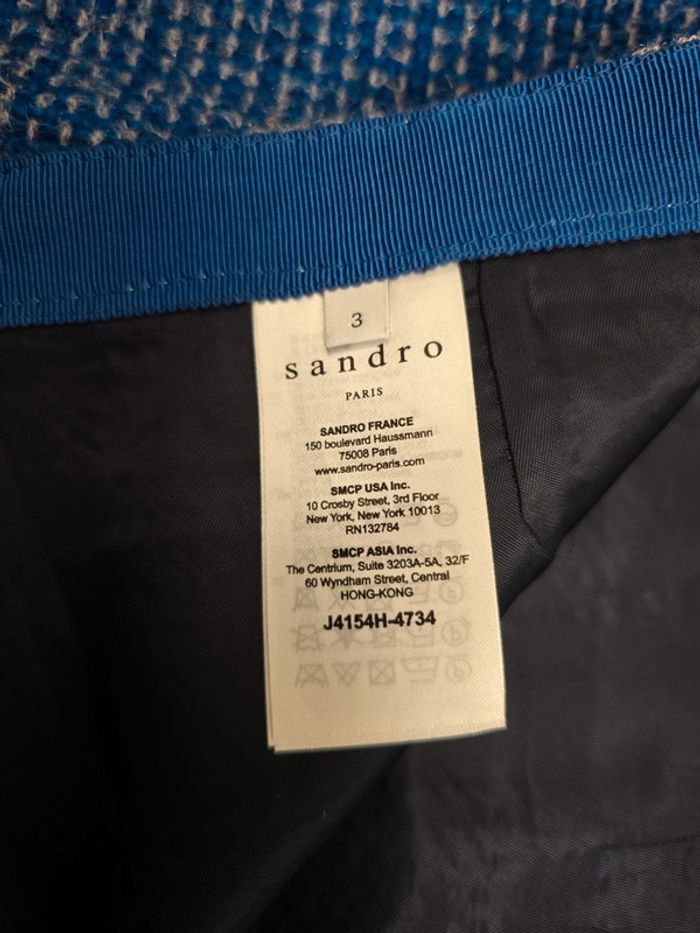 3
sandro
PARIS
SANDRO FRANCE
150 boulevard Haussmann
75008 Paris
www.sandro-paris.com
SMCP USA Inc.
10 Crosby Street, 3rd Floor
New York, New York 10013
RN132784
SMCP ASIA Inc.
The Centrium, Suite 3203A-5A, 32/F
60 Wyndham Street, Central
HONG-KONG
J4154H-4734